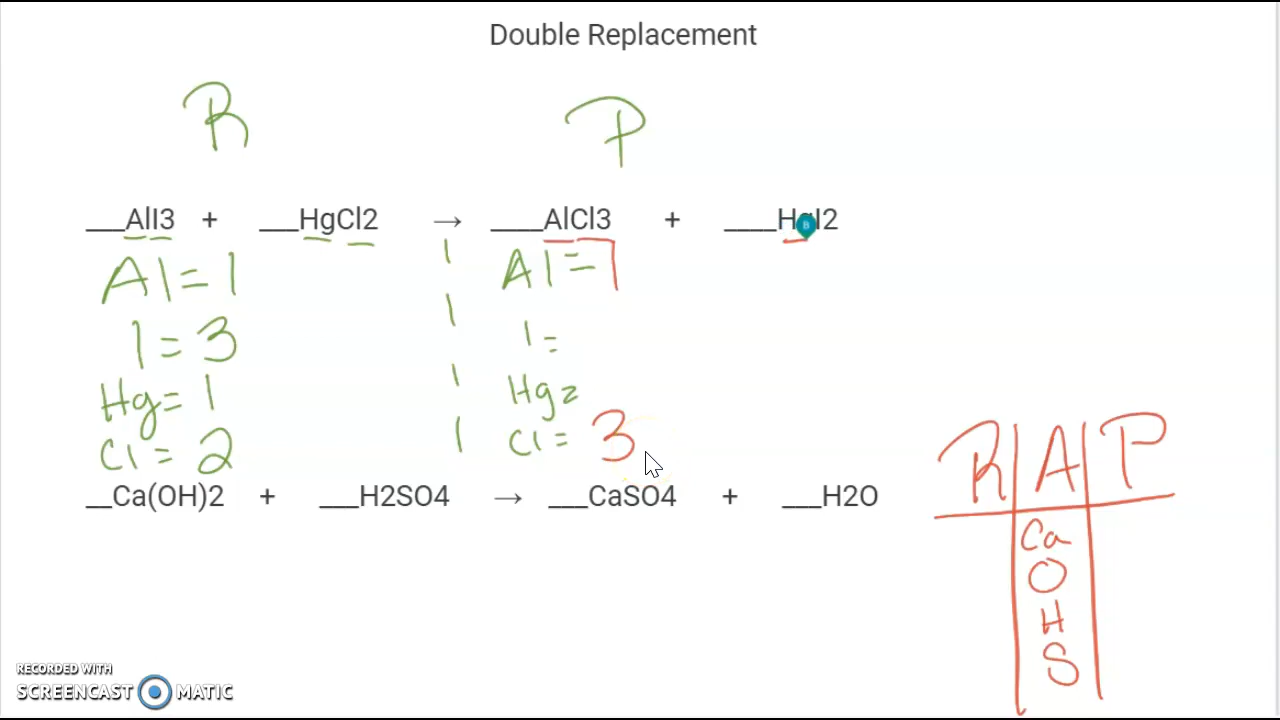 Double Replacement
R P
___AlI3 + ___HgCl2 → ____AlCl3 + ____HgI2
Al = 1 | Al = 1
I = 3 | I =
Hg = 1 | Hg =
Cl = 2 | Cl = 3
__Ca(OH)2 + ___H2SO4 → ___CaSO4 + ___H2O
R | A | P
Ca
O
H
S
RECORDED WITH
SCREENCAST MATIC